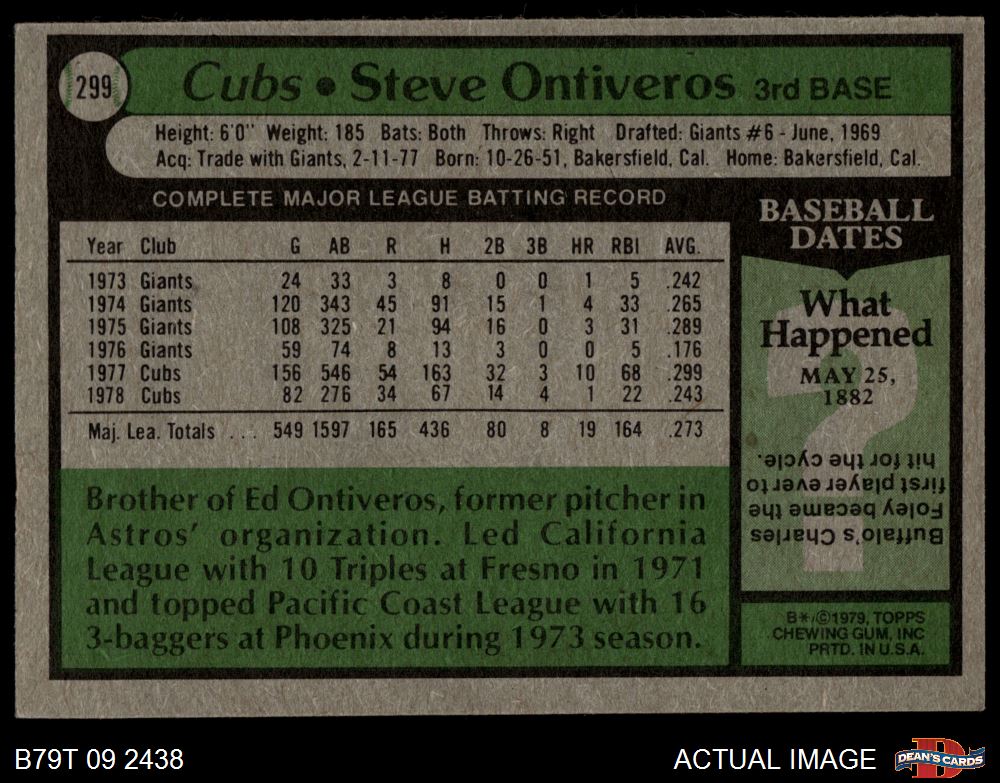 299
Cubs • Steve Ontiveros 3rd BASE
Height: 6'0" Weight: 185 Bats: Both Throws: Right Drafted: Giants #6 - June, 1969
Acq: Trade with Giants, 2-11-77 Born: 10-26-51, Bakersfield, Cal. Home: Bakersfield, Cal.
COMPLETE MAJOR LEAGUE BATTING RECORD
Year Club G AB R H 2B 3B HR RBI AVG.
1973 Giants 24 33 3 8 0 0 1 5 .242
1974 Giants 120 343 45 91 15 1 4 33 .265
1975 Giants 108 325 21 94 16 0 3 31 .289
1976 Giants 59 74 8 13 3 0 0 5 .176
1977 Cubs 156 546 54 163 32 3 10 68 .299
1978 Cubs 82 276 34 67 14 4 1 22 .243
Maj. Lea. Totals . . . 549 1597 165 436 80 8 19 164 .273
Brother of Ed Ontiveros, former pitcher in
Astros' organization. Led California
League with 10 Triples at Fresno in 1971
and topped Pacific Coast League with 16
3-baggers at Phoenix during 1973 season.
BASEBALL
DATES
What
Happened
MAY 25,
1882
Buffalo's Charles
Foley became the
first player ever to
hit for the cycle.
B*©1979, TOPPS
CHEWING GUM, INC
PRTD. IN U.S.A.
B79T 09 2438
ACTUAL IMAGE
D
DEAN'S CARDS